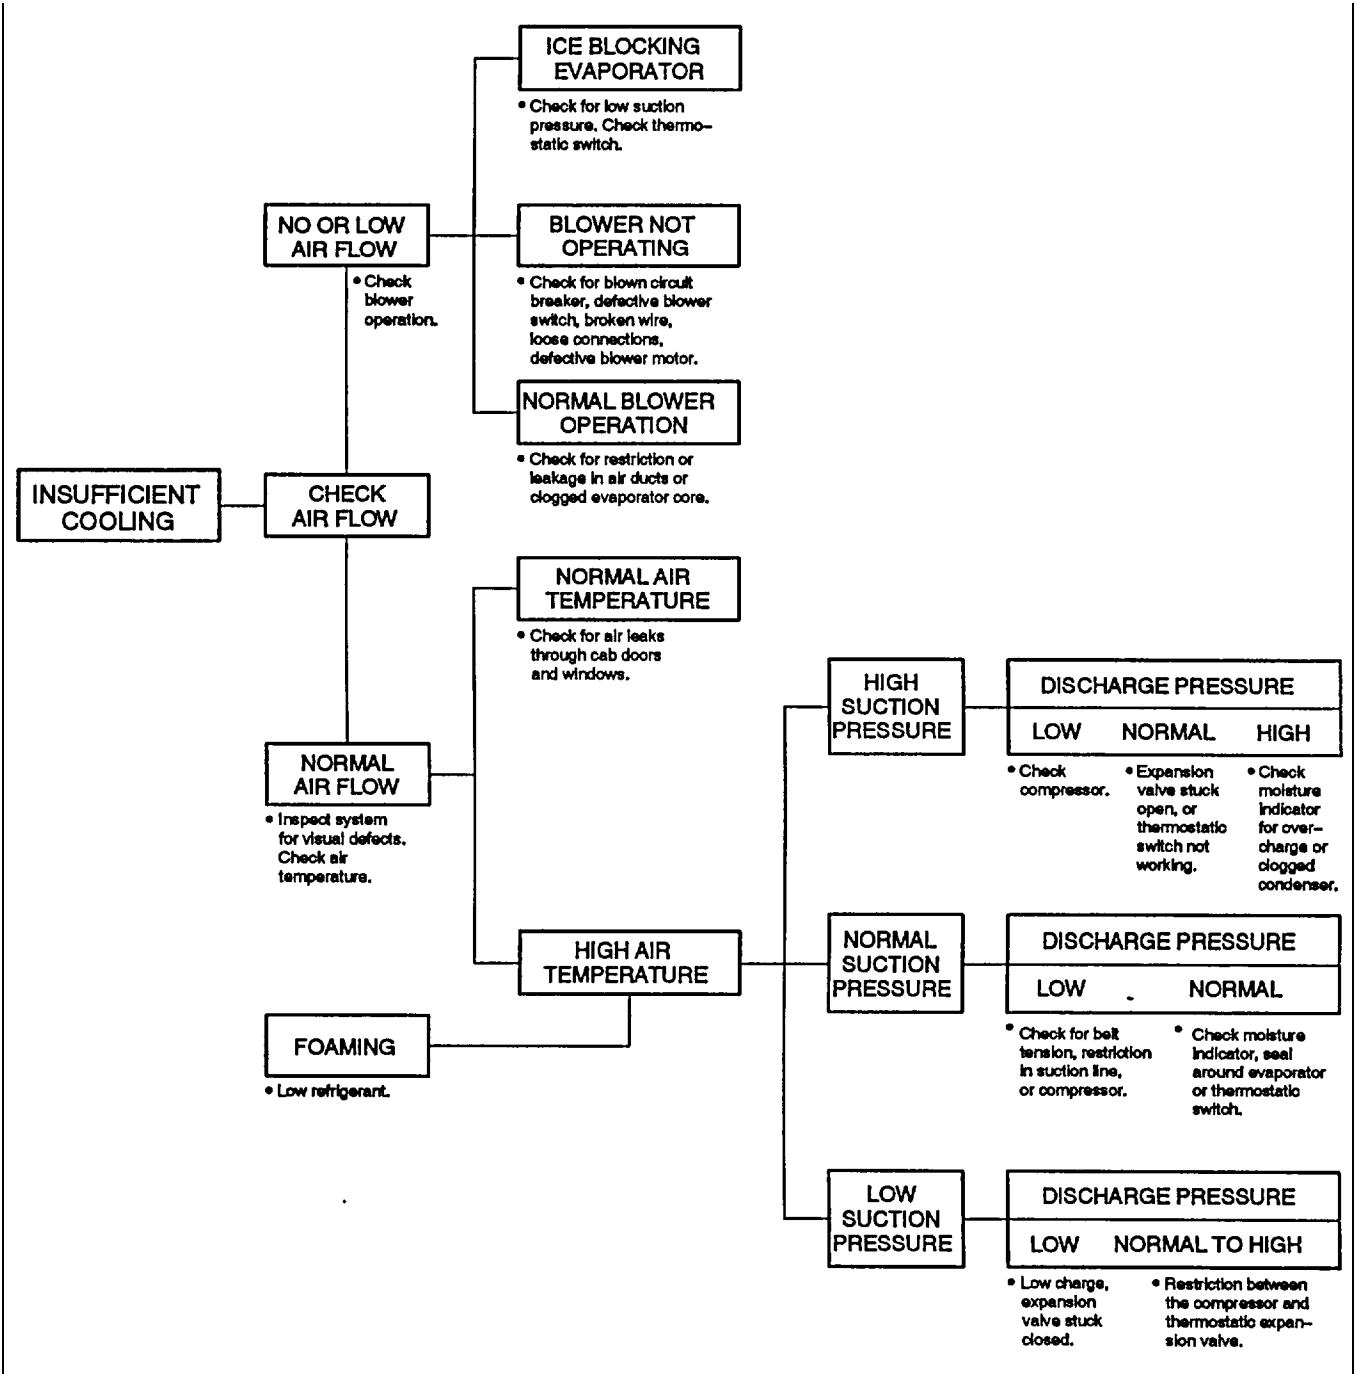 ICE BLOCKING
EVAPORATOR
• Check for low suction
pressure. Check thermo–
static switch.
NO OR LOW
AIR FLOW
• Check
blower
operation.
BLOWER NOT
OPERATING
• Check for blown circuit
breaker, defective blower
switch, broken wire,
loose connections,
defective blower motor.
NORMAL BLOWER
OPERATION
• Check for restriction or
leakage in air ducts or
clogged evaporator core.
INSUFFICIENT
COOLING
CHECK
AIR FLOW
NORMAL AIR
TEMPERATURE
• Check for air leaks
through cab doors
and windows.
NORMAL
AIR FLOW
• Inspect system
for visual defects.
Check air
temperature.
HIGH AIR
TEMPERATURE
FOAMING
• Low refrigerant.
HIGH
SUCTION
PRESSURE
DISCHARGE PRESSURE
LOW NORMAL HIGH
• Check
compressor.
• Expansion
valve stuck
open, or
thermostatic
switch not
working.
• Check
moisture
indicator
for over–
charge or
clogged
condenser.
NORMAL
SUCTION
PRESSURE
DISCHARGE PRESSURE
LOW NORMAL
• Check for belt
tension, restriction
in suction line,
or compressor.
• Check moisture
indicator, seal
around evaporator
or thermostatic
switch.
LOW
SUCTION
PRESSURE
DISCHARGE PRESSURE
LOW NORMAL TO HIGH
• Low charge,
expansion
valve stuck
closed.
• Restriction between
the compressor and
thermostatic expan–
sion valve.